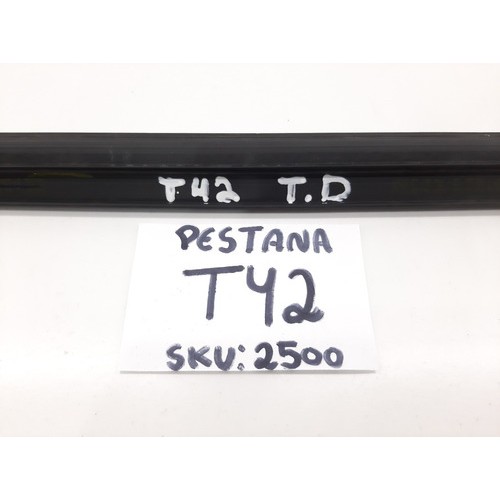 T42 T.D
PESTANA
T42
SKU: 2500